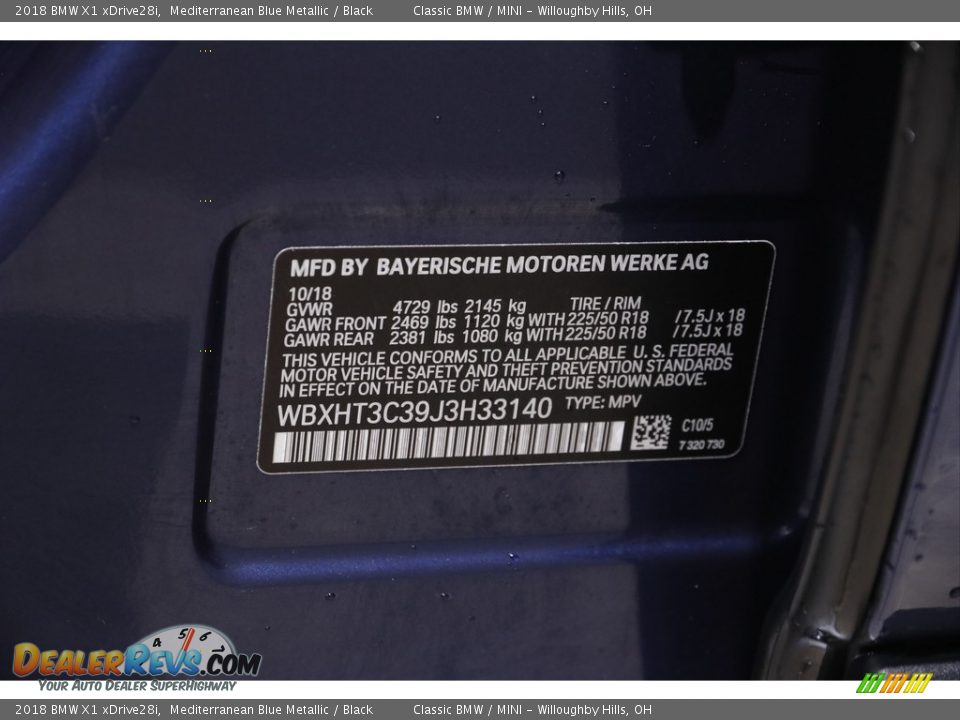 2018 BMW X1 xDrive28i, Mediterranean Blue Metallic / Black Classic BMW / MINI - Willoughby Hills, OH
MFD BY BAYERISCHE MOTOREN WERKE AG
10/18
GVWR 4729 lbs 2145 kg TIRE / RIM
GAWR FRONT 2469 lbs 1120 kg WITH 225/50 R18 / 7.5J x 18
GAWR REAR 2381 lbs 1080 kg WITH 225/50 R18 / 7.5J x 18
THIS VEHICLE CONFORMS TO ALL APPLICABLE U. S. FEDERAL
MOTOR VEHICLE SAFETY AND THEFT PREVENTION STANDARDS
IN EFFECT ON THE DATE OF MANUFACTURE SHOWN ABOVE.
WBXHT3C39J3H33140 TYPE: MPV
C10/5
7 320 730
4 5 6
DEALERREVS.COM
YOUR AUTO DEALER SUPERHIGHWAY
2018 BMW X1 xDrive28i, Mediterranean Blue Metallic / Black Classic BMW / MINI - Willoughby Hills, OH